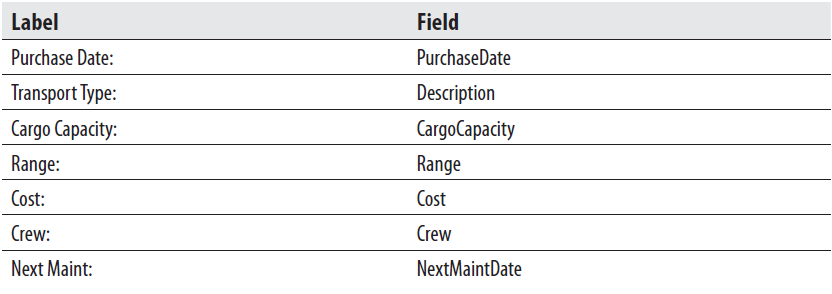 Label Field
Purchase Date: PurchaseDate
Transport Type: Description
Cargo Capacity: CargoCapacity
Range: Range
Cost: Cost
Crew: Crew
Next Maint: NextMaintDate